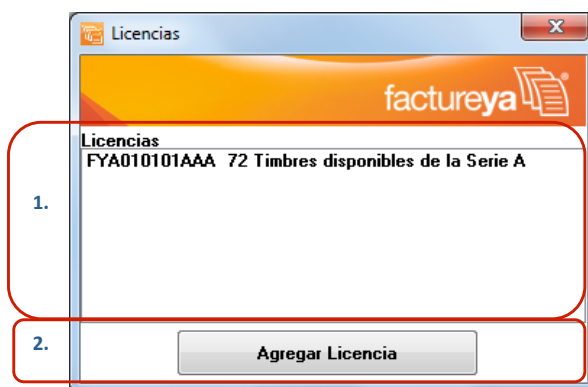 Licencias
X
factureya®
Licencias
1.
FYA010101AAA 72 Timbres disponibles de la Serie A
2.
Agregar Licencia